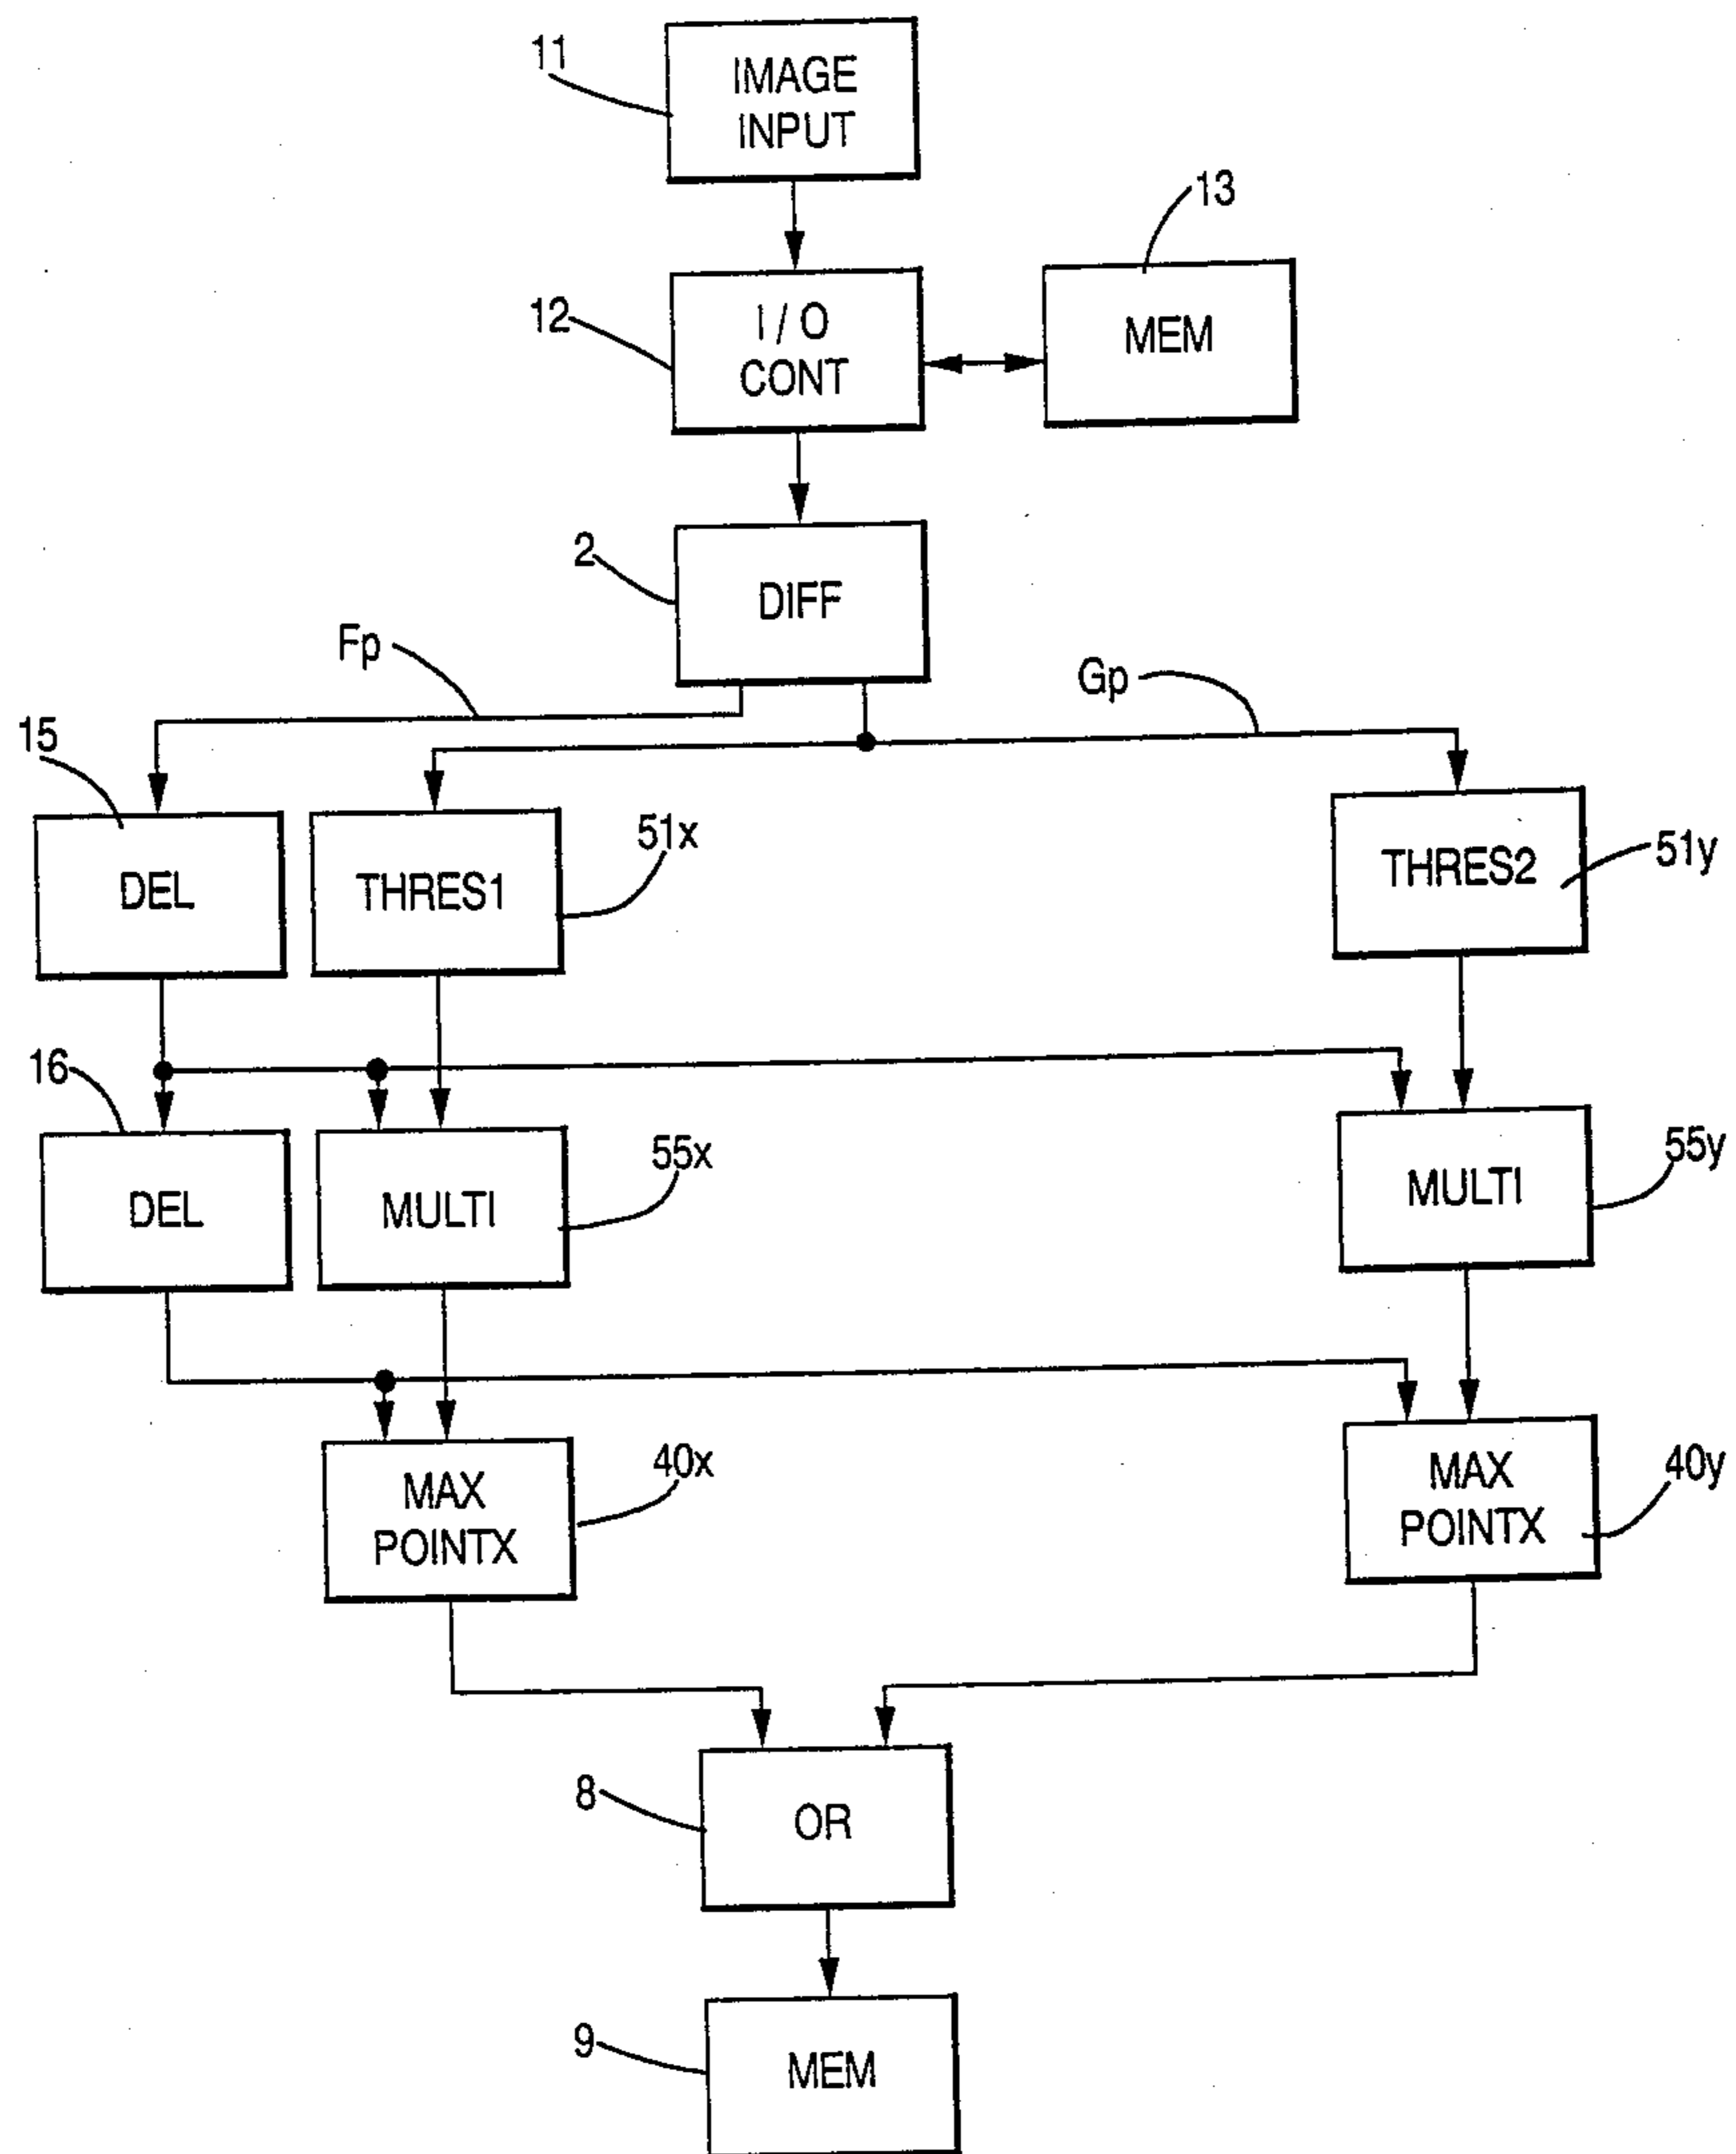 11
IMAGE
INPUT
13
12
I / O
CONT
MEM
2
DIFF
Fp
Gp
15
DEL
THRES1
51x
THRES2
51y
16
DEL
MULTI
55x
MULTI
55y
MAX
POINTX
40x
MAX
POINTX
40y
8
OR
9
MEM